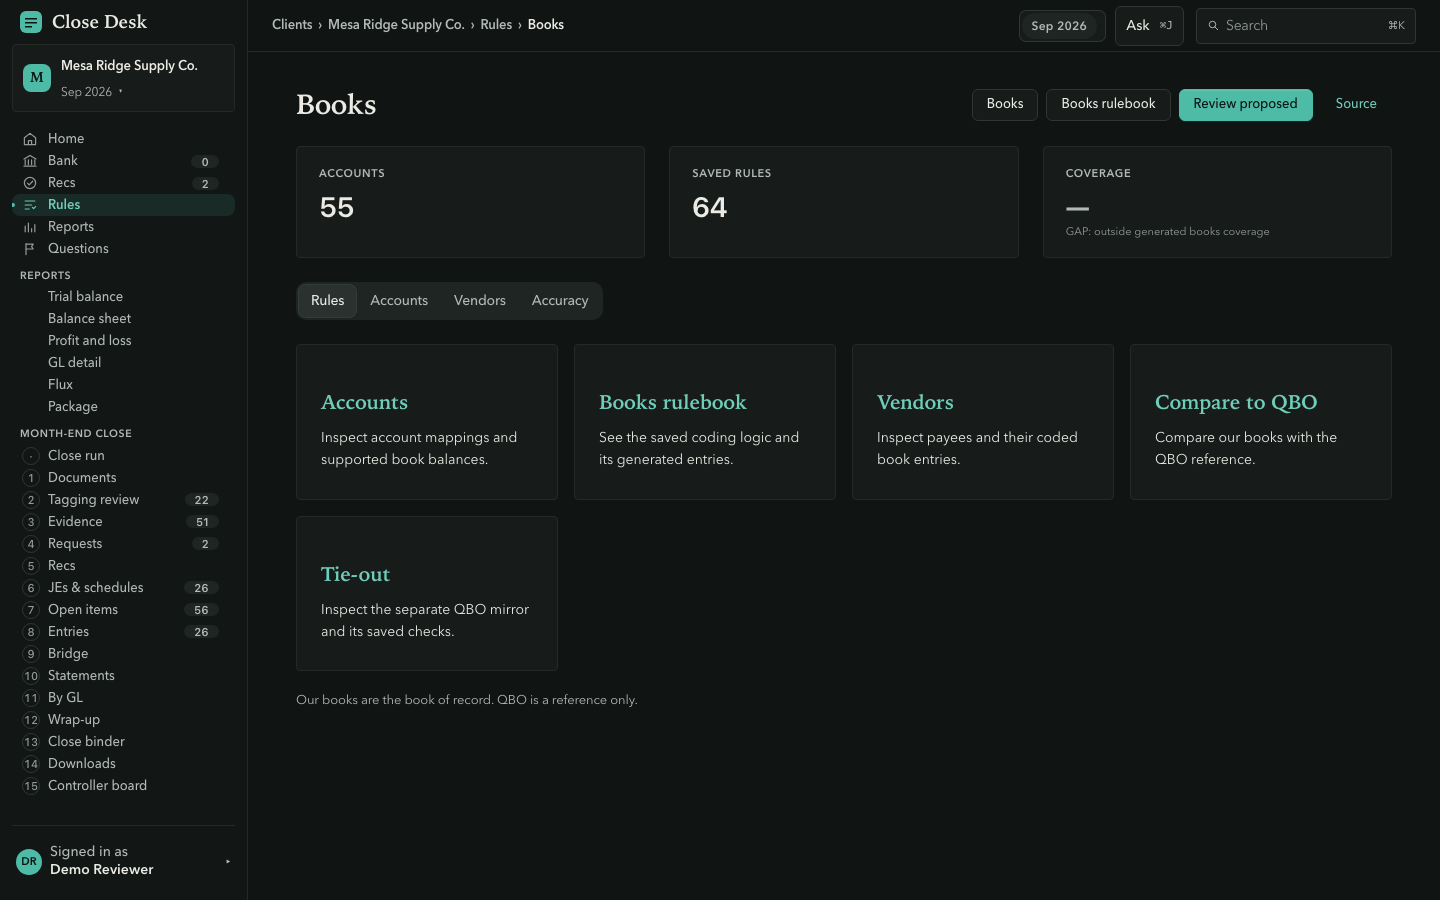 Close Desk
M
Mesa Ridge Supply Co.
Sep 2026
Home
Bank 0
Recs 2
Rules
Reports
Questions
REPORTS
Trial balance
Balance sheet
Profit and loss
GL detail
Flux
Package
MONTH-END CLOSE
· Close run
1 Documents
2 Tagging review 22
3 Evidence 51
4 Requests 2
5 Recs
6 JEs & schedules 26
7 Open items 56
8 Entries 26
9 Bridge
10 Statements
11 By GL
12 Wrap-up
13 Close binder
14 Downloads
15 Controller board
DR
Signed in as
Demo Reviewer
Clients › Mesa Ridge Supply Co. › Rules › Books
Sep 2026
Ask ⌘J
Search ⌘K
Books
Books
Books rulebook
Review proposed
Source
ACCOUNTS
55
SAVED RULES
64
COVERAGE
—
GAP: outside generated books coverage
Rules Accounts Vendors Accuracy
Accounts
Inspect account mappings and
supported book balances.
Books rulebook
See the saved coding logic and
its generated entries.
Vendors
Inspect payees and their coded
book entries.
Compare to QBO
Compare our books with the
QBO reference.
Tie-out
Inspect the separate QBO mirror
and its saved checks.
Our books are the book of record. QBO is a reference only.